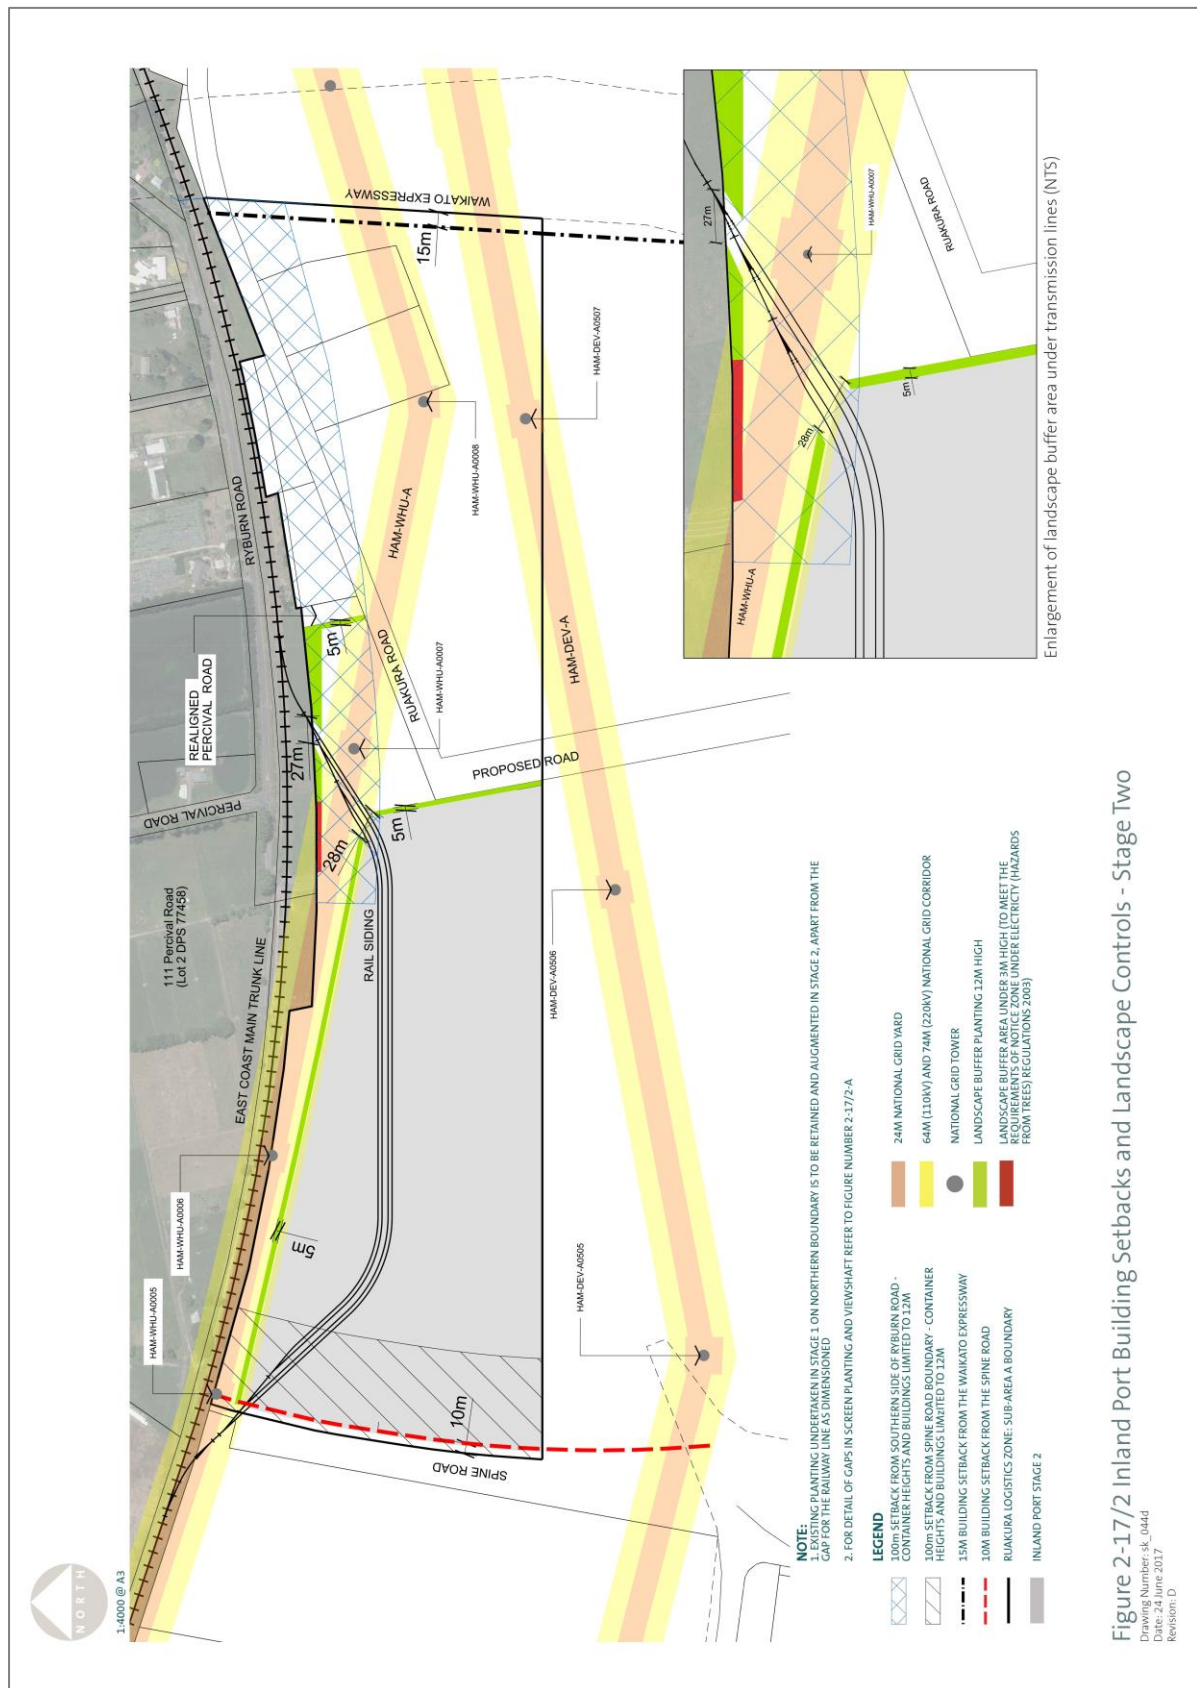 NORTH
1:4000 @ A3
111 Percival Road
(Lot 2 DPS 77458)
PERCIVAL ROAD
REALIGNED
PERCIVAL ROAD
RYBURN ROAD
EAST COAST MAIN TRUNK LINE
HAM-WHU-A0005
HAM-WHU-A0006
5m
RAIL SIDING
28m
27m
5m
5m
RUAKURA ROAD
HAM-WHU-A0007
HAM-WHU-A
HAM-WHU-A0008
WAIKATO EXPRESSWAY
15m
SPINE ROAD
10m
PROPOSED ROAD
HAM-DEV-A
HAM-DEV-A0505
HAM-DEV-A0506
HAM-DEV-A0507
HAM-WHU-A
27m
28m
5m
HAM-WHU-A0007
RUAKURA ROAD
Enlargement of landscape buffer area under transmission lines (NTS)
NOTE:
1. EXISTING PLANTING UNDERTAKEN IN STAGE 1 ON NORTHERN BOUNDARY IS TO BE RETAINED AND AUGMENTED IN STAGE 2, APART FROM THE
GAP FOR THE RAILWAY LINE AS DIMENSIONED
2. FOR DETAIL OF GAPS IN SCREEN PLANTING AND VIEWSHAFT REFER TO FIGURE NUMBER 2-17/2-A
LEGEND
100m SETBACK FROM SOUTHERN SIDE OF RYBURN ROAD -
CONTAINER HEIGHTS AND BUILDINGS LIMITED TO 12M
100m SETBACK FROM SPINE ROAD BOUNDARY - CONTAINER
HEIGHTS AND BUILDINGS LIMzITED TO 12M
15M BUILDING SETBACK FROM THE WAIKATO EXPRESSWAY
10M BUILDING SETBACK FROM THE SPINE ROAD
RUAKURA LOGISTICS ZONE: SUB-AREA A BOUNDARY
INLAND PORT STAGE 2
24M NATIONAL GRID YARD
64M (110kV) AND 74M (220kV) NATIONAL GRID CORRIDOR
NATIONAL GRID TOWER
LANDSCAPE BUFFER PLANTING 12M HIGH
LANDSCAPE BUFFER AREA UNDER 3M HIGH (TO MEET THE
REQUIREMENTS OF NOTICE ZONE UNDER ELECTRICITY (HAZARDS
FROM TREES) REGULATIONS 2003)
Figure 2-17/2 Inland Port Building Setbacks and Landscape Controls - Stage Two
Drawing Number: sk_044d
Date: 24 June 2017
Revision: D